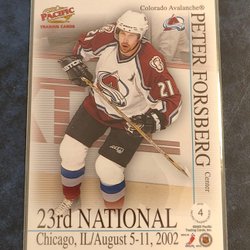 PACIFIC
TRADING CARDS
Colorado Avalanche®
PETER FORSBERG
Center
21
4
23rd NATIONAL
Chicago, IL/August 5-11, 2002